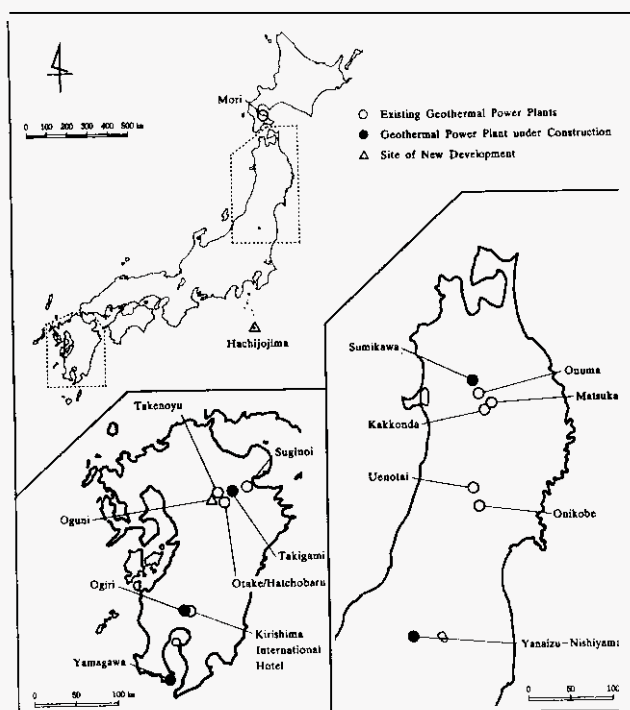 Mori
0 100 200 300 400 500 km
○ Existing Geothermal Power Plants
● Geothermal Power Plant under Construction
△ Site of New Development
Hachijojima
Takenoyu
Suginoi
Oguni
Takigami
Otake/Hatchobaru
Ogiri
Kirishima
International
Hotel
Yamagawa
0 50 100 km
Sumikawa
Onuma
Matsuka
Kakkonda
Uenotai
Onikobe
Yanaizu-Nishiyama
0 50 100